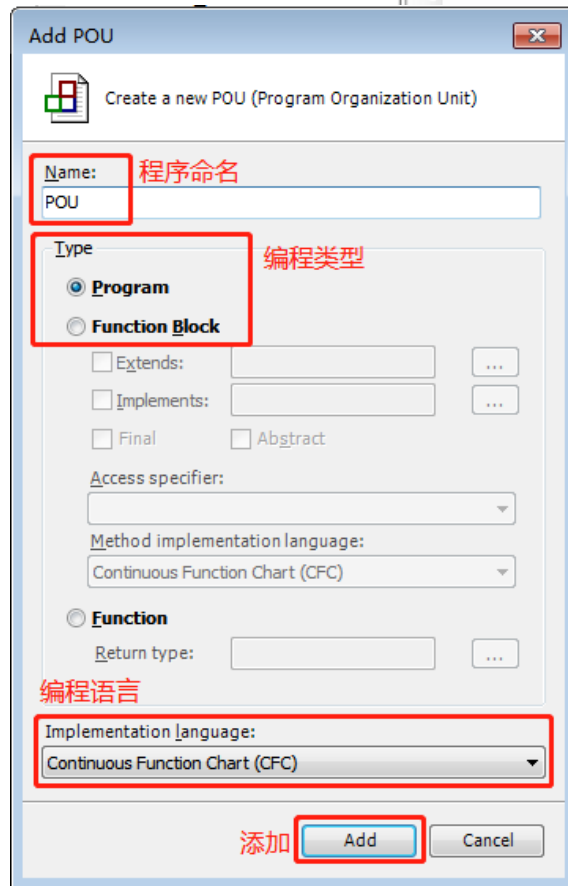 Add POU
Create a new POU (Program Organization Unit)
Name: 程序命名
POU
Type
编程类型
Program
Function Block
Extends: ...
Implements: ...
Final Abstract
Access specifier:
Method implementation language:
Continuous Function Chart (CFC)
Function
Return type: ...
编程语言
Implementation language:
Continuous Function Chart (CFC)
添加 Add Cancel